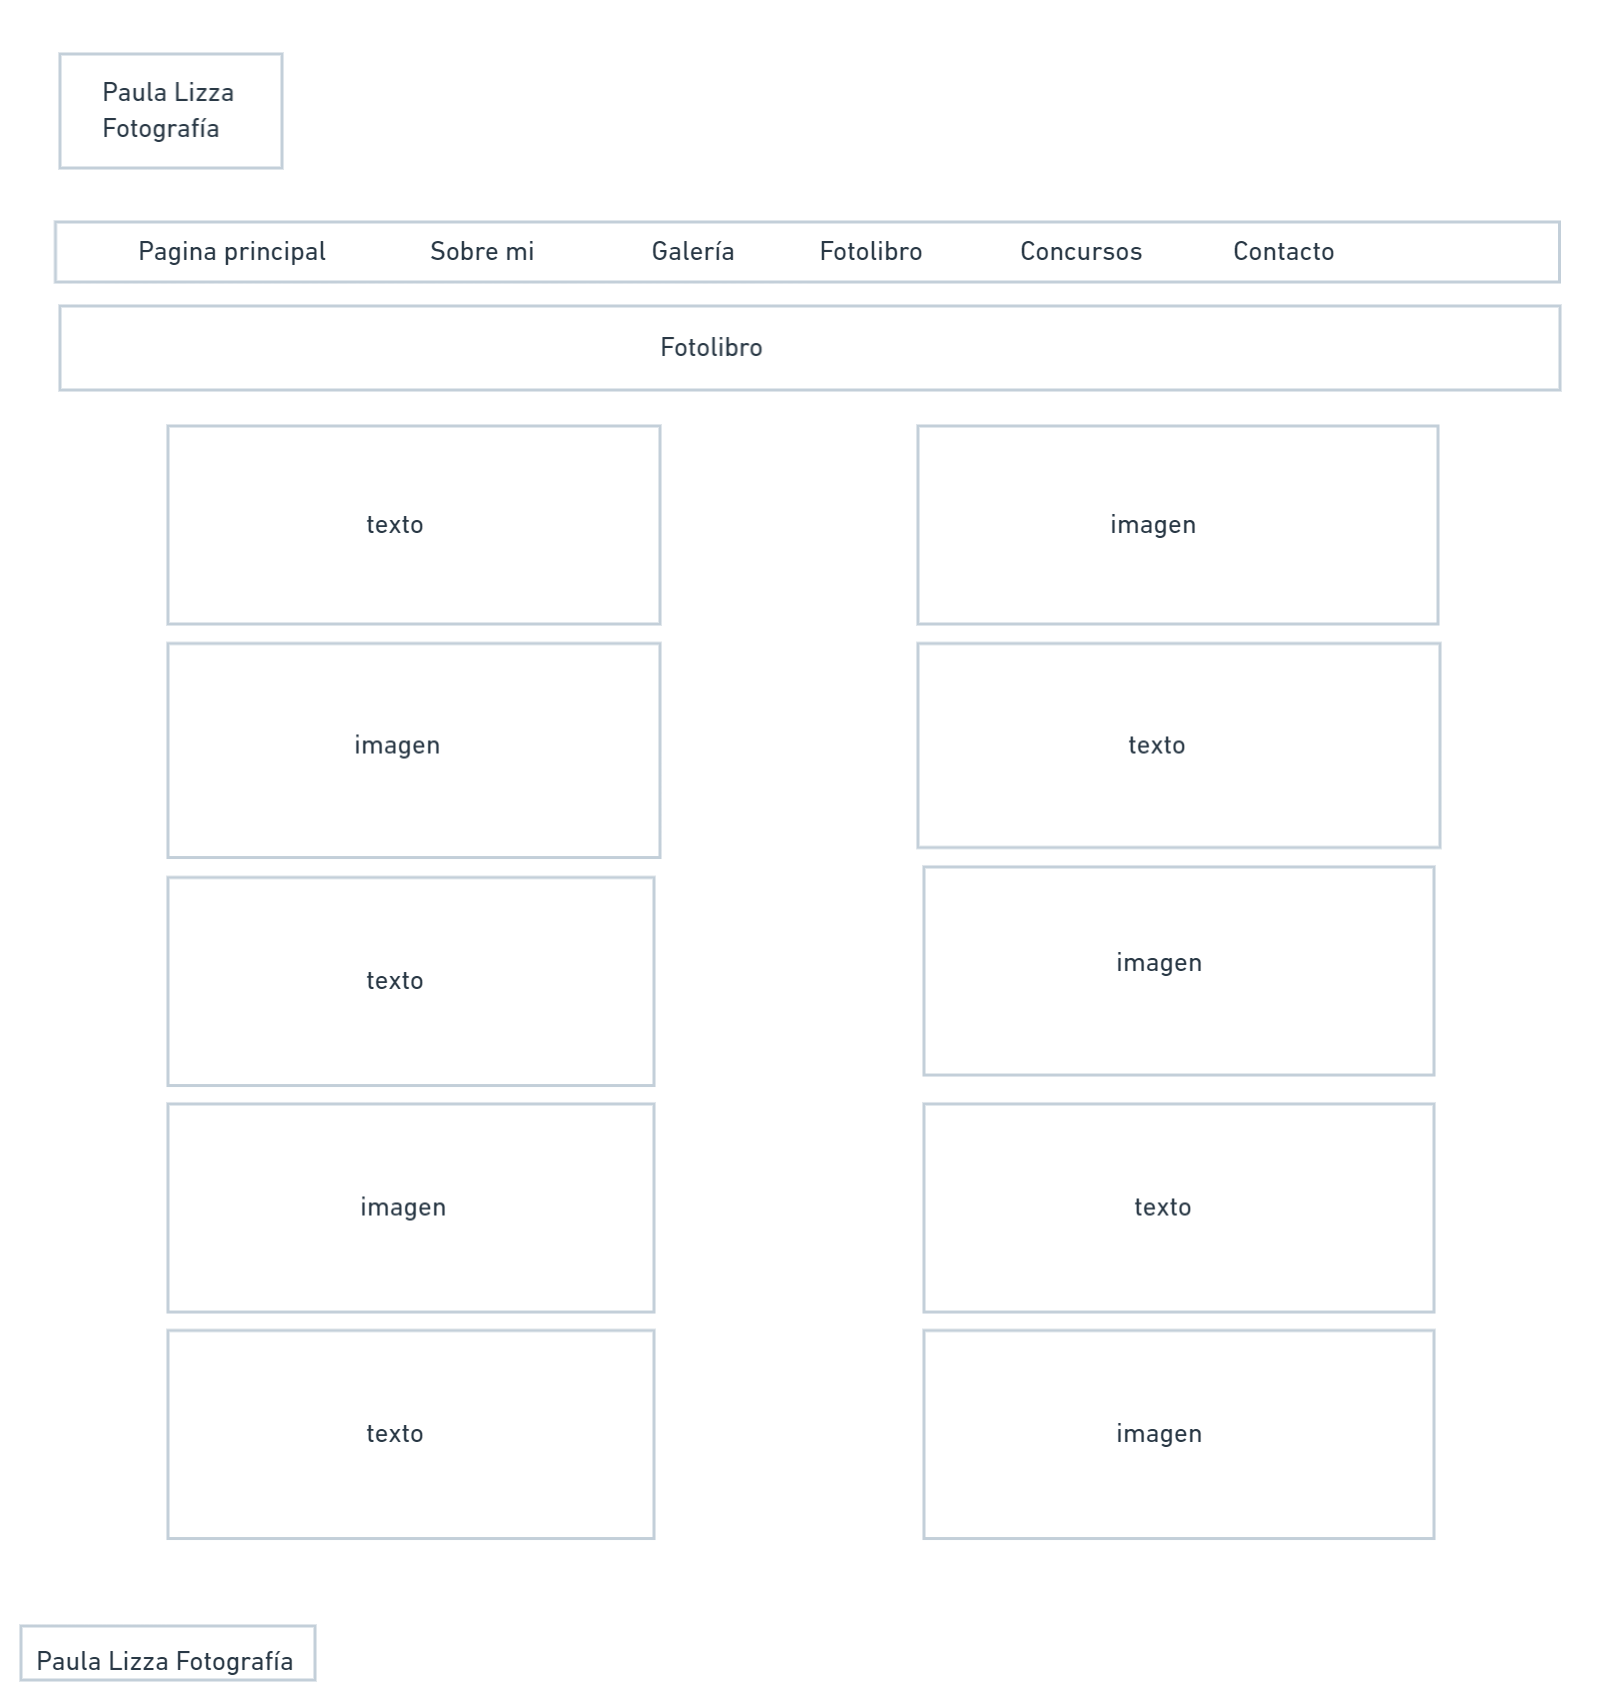 Paula Lizza
Fotografía
Pagina principal Sobre mi Galería Fotolibro Concursos Contacto
Fotolibro
texto imagen
imagen texto
texto imagen
imagen texto
texto imagen
Paula Lizza Fotografía